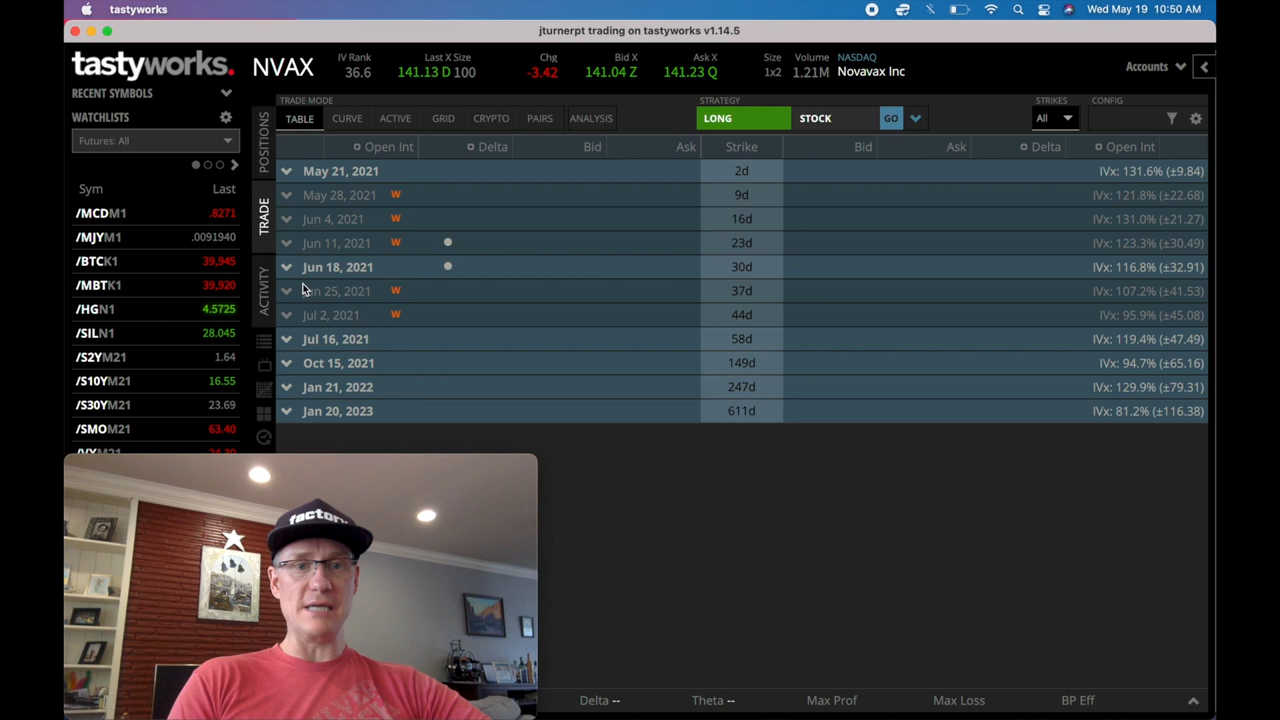 tastyworks
Wed May 19 10:50 AM
jturnerpt trading on tastyworks v1.14.5
tastyworks.
NVAX
IV Rank
36.6
Last X Size
141.13 D 100
Chg
-3.42
Bid X
141.04 Z
Ask X
141.23 Q
Size
1x2
Volume
1.21M
NASDAQ
Novavax Inc
Accounts
RECENT SYMBOLS
WATCHLISTS
Futures: All
Sym Last
/MCDM1 .8271
/MJYM1 .0091940
/BTCK1 39,945
/MBTK1 39,920
/HGN1 4.5725
/SILN1 28.045
/S2YM21 1.64
/S10YM21 16.55
/S30YM21 23.69
/SMOM21 63.40
POSITIONS
TRADE
ACTIVITY
TRADE MODE
TABLE CURVE ACTIVE GRID CRYPTO PAIRS ANALYSIS
STRATEGY
LONG STOCK GO
STRIKES
All
CONFIG
Open Int Delta Bid Ask Strike Bid Ask Delta Open Int
May 21, 2021 2d IVx: 131.6% (±9.84)
May 28, 2021 W 9d IVx: 121.8% (±22.68)
Jun 4, 2021 W 16d IVx: 131.0% (±21.27)
Jun 11, 2021 W 23d IVx: 123.3% (±30.49)
Jun 18, 2021 30d IVx: 116.8% (±32.91)
25, 2021 W 37d IVx: 107.2% (±41.53)
Jul 2, 2021 W 44d IVx: 95.9% (±45.08)
Jul 16, 2021 58d IVx: 119.4% (±47.49)
Oct 15, 2021 149d IVx: 94.7% (±65.16)
Jan 21, 2022 247d IVx: 129.9% (±79.31)
Jan 20, 2023 611d IVx: 81.2% (±116.38)
factory
Delta -- Theta -- Max Prof Max Loss BP Eff